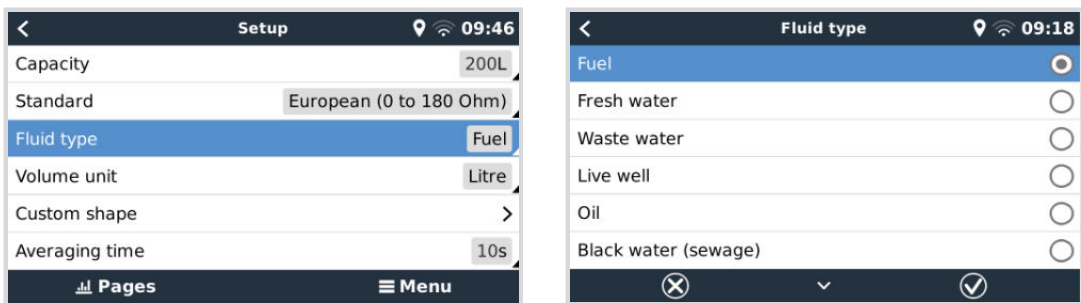 Setup 09:46
Capacity 200L
Standard European (0 to 180 Ohm)
Fluid type Fuel
Volume unit Litre
Custom shape
Averaging time 10s
Pages Menu
Fluid type 09:18
Fuel
Fresh water
Waste water
Live well
Oil
Black water (sewage)